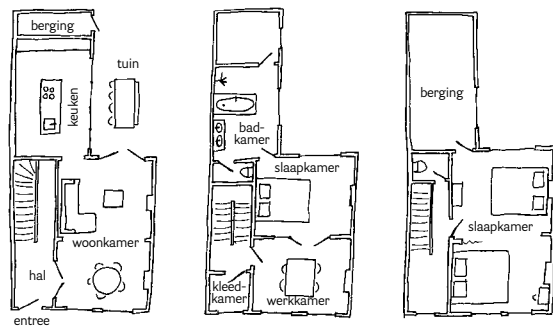 berging
tuin
keuken
woonkamer
hal
entree
bad-
kamer
slaapkamer
kleed-
kamer
werkkamer
berging
slaapkamer